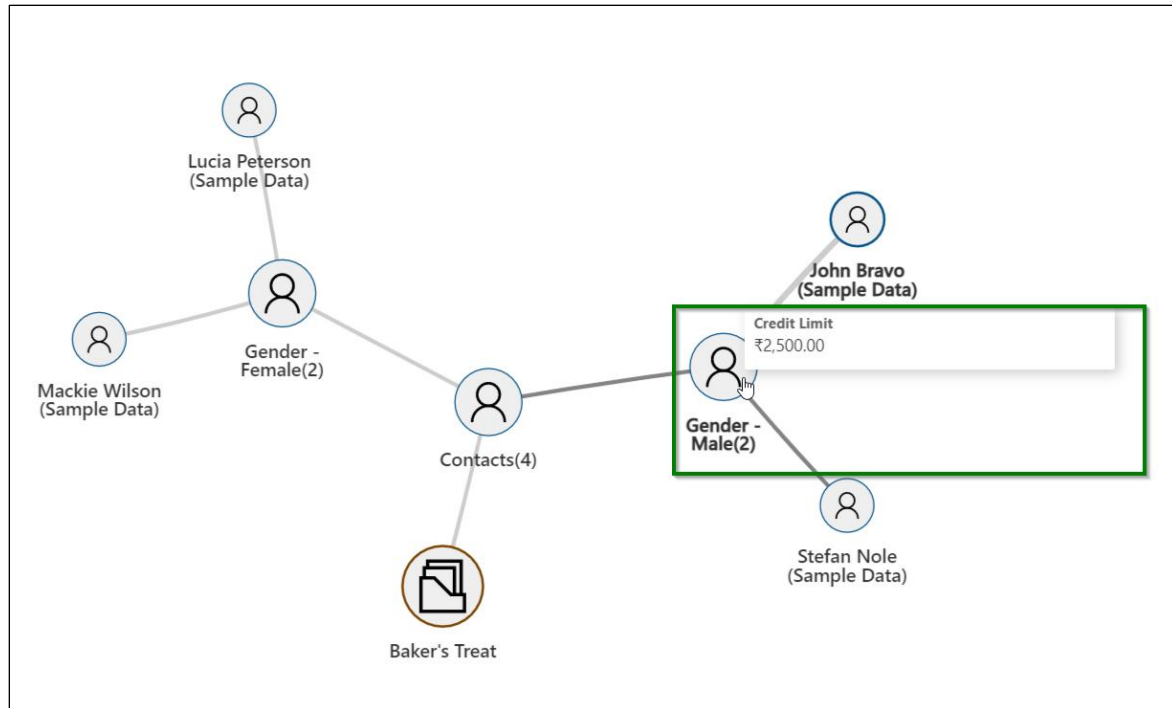 Lucia Peterson
(Sample Data)
John Bravo
(Sample Data)
Credit Limit
₹2,500.00
Gender -
Female(2)
Mackie Wilson
(Sample Data)
Gender -
Male(2)
Contacts(4)
Stefan Nole
(Sample Data)
Baker's Treat